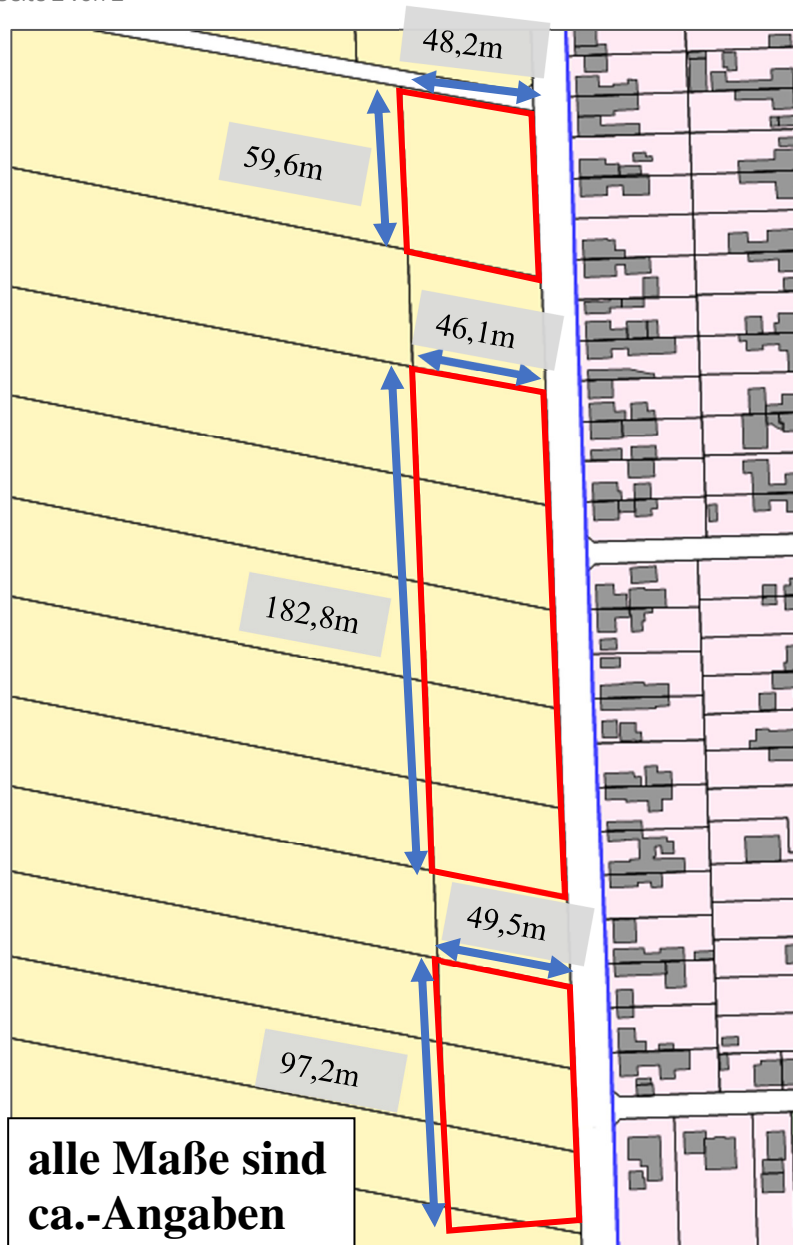 48,2m
59,6m
46,1m
182,8m
49,5m
97,2m
alle Maße sind
ca.-Angaben